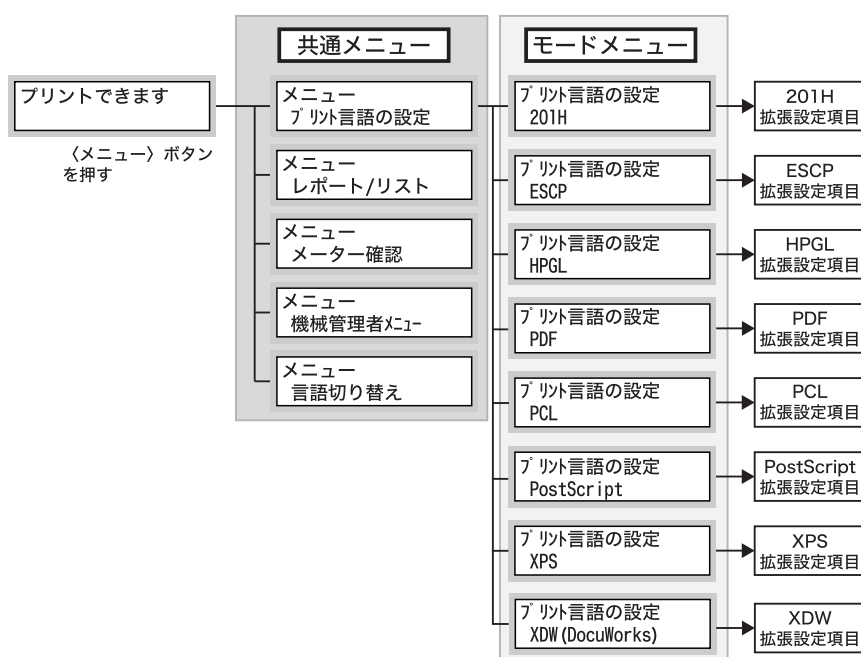 共通メニュー
モードメニュー
プリントできます
〈メニュー〉ボタン
を押す
メニュー
ﾌﾟﾘﾝﾄ言語の設定
メニュー
レポート/リスト
メニュー
メーター確認
メニュー
機械管理者ﾒﾆｭｰ
メニュー
言語切り替え
ﾌﾟﾘﾝﾄ言語の設定
201H
ﾌﾟﾘﾝﾄ言語の設定
ESCP
ﾌﾟﾘﾝﾄ言語の設定
HPGL
ﾌﾟﾘﾝﾄ言語の設定
PDF
ﾌﾟﾘﾝﾄ言語の設定
PCL
ﾌﾟﾘﾝﾄ言語の設定
PostScript
ﾌﾟﾘﾝﾄ言語の設定
XPS
ﾌﾟﾘﾝﾄ言語の設定
XDW(DocuWorks)
201H
拡張設定項目
ESCP
拡張設定項目
HPGL
拡張設定項目
PDF
拡張設定項目
PCL
拡張設定項目
PostScript
拡張設定項目
XPS
拡張設定項目
XDW
拡張設定項目